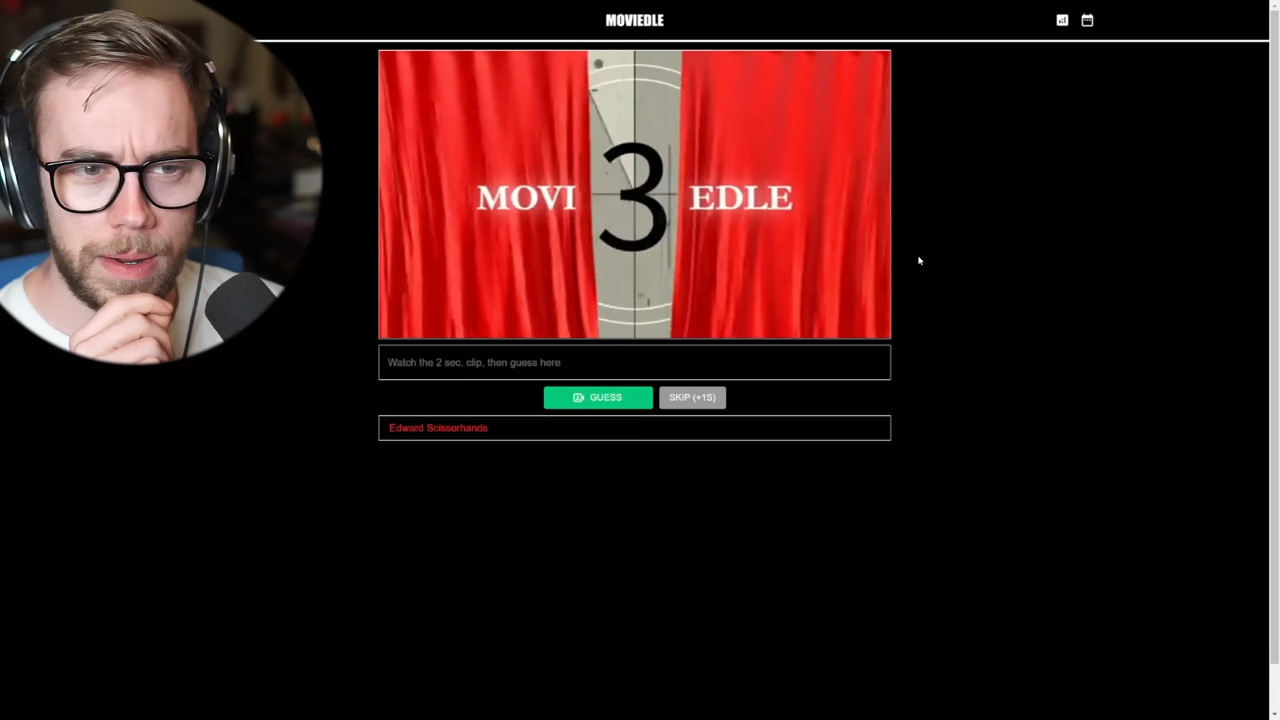 MOVIEDLE
MOVI 3 EDLE
Watch the 2 sec. clip, then guess here
GUESS SKIP (+1S)
Edward Scissorhands